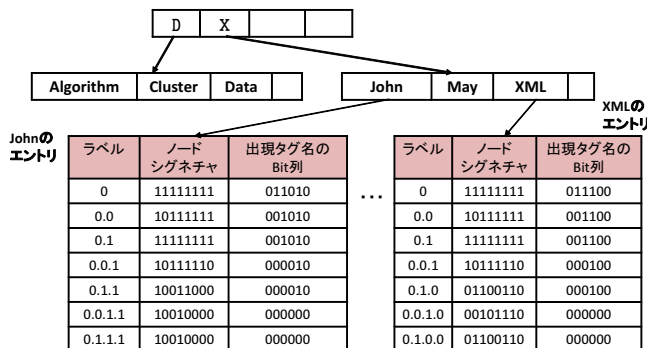 D X
Algorithm Cluster Data
John May XML
Johnの
エントリ
XMLの
エントリ
ラベル ノード
シグネチャ 出現タグ名の
Bit列
0 11111111 011010
0.0 10111111 001010
0.1 11111111 001010
0.0.1 10111110 000010
0.1.1 10011000 000010
0.0.1.1 10010000 000000
0.1.1.1 10010000 000000
...
ラベル ノード
シグネチャ 出現タグ名の
Bit列
0 11111111 011100
0.0 10111111 001100
0.1 11111111 001100
0.0.1 10111110 000100
0.1.0 01100110 000100
0.0.1.0 00101110 000000
0.1.0.0 01100110 000000